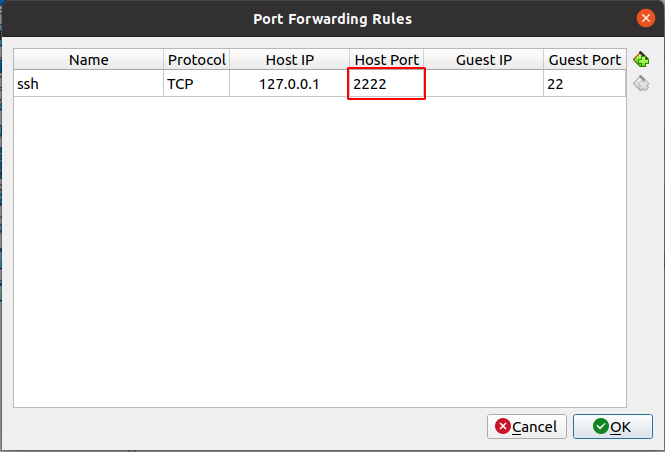 Port Forwarding Rules
Name Protocol Host IP Host Port Guest IP Guest Port
ssh TCP 127.0.0.1 2222 22
Cancel OK